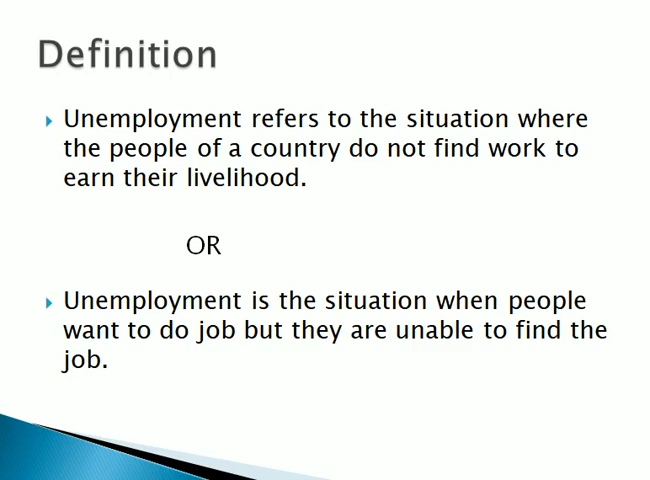 Definition
Unemployment refers to the situation where
the people of a country do not find work to
earn their livelihood.
OR
Unemployment is the situation when people
want to do job but they are unable to find the
job.